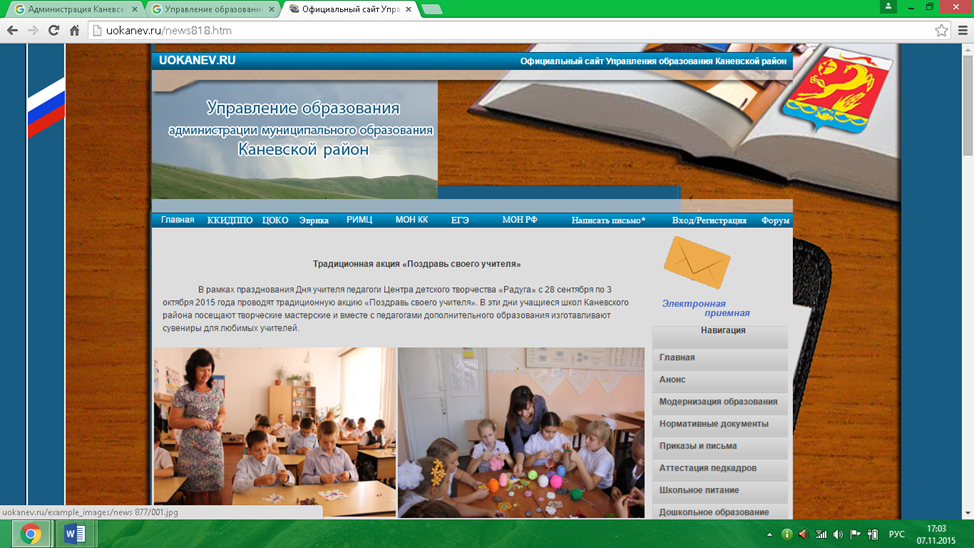 Администрация Каневск
Управление образовани
Официальный сайт Упра
uokanev.ru/news818.htm
UOKANEV.RU
Официальный сайт Управления образования Каневской район
Управление образования
администрации муниципального образования
Каневской район
Главная ККИДППО ЦОКО Эврика РИМЦ МОН КК ЕГЭ МОН РФ Написать письмо* Вход/Регистрация Форум
Традиционная акция «Поздравь своего учителя»
В рамках празднования Дня учителя педагоги Центра детского творчества «Радуга» с 28 сентября по 3
октября 2015 года проводят традиционную акцию «Поздравь своего учителя». В эти дни учащиеся школ Каневского
района посещают творческие мастерские и вместе с педагогами дополнительного образования изготавливают
сувениры для любимых учителей.
Электронная
приемная
Навигация
Главная
Анонс
Модернизация образования
Нормативные документы
Приказы и письма
Аттестация педкадров
Школьное питание
Дошкольное образование
uokanev.ru/example_images/news 877/001.jpg
РУС
17:03
07.11.2015